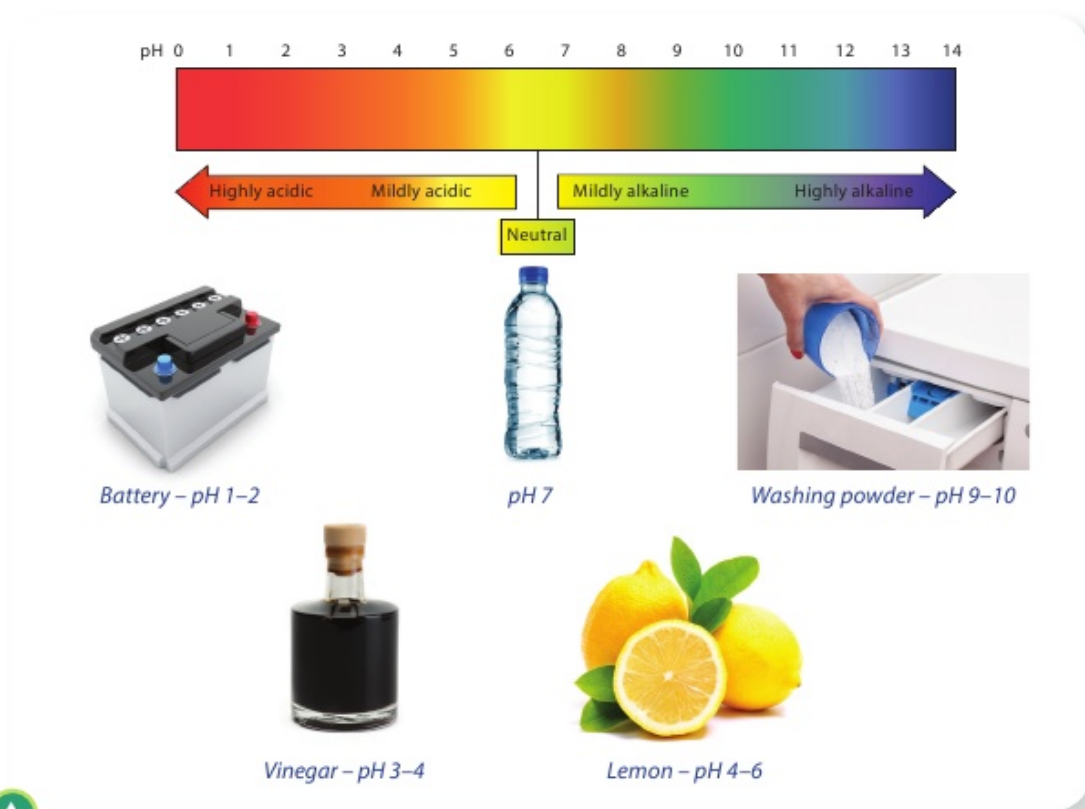 pH 0 1 2 3 4 5 6 7 8 9 10 11 12 13 14
Highly acidic Mildly acidic Mildly alkaline Highly alkaline
Neutral
Battery – pH 1–2 pH 7 Washing powder – pH 9–10
Vinegar – pH 3–4 Lemon – pH 4–6